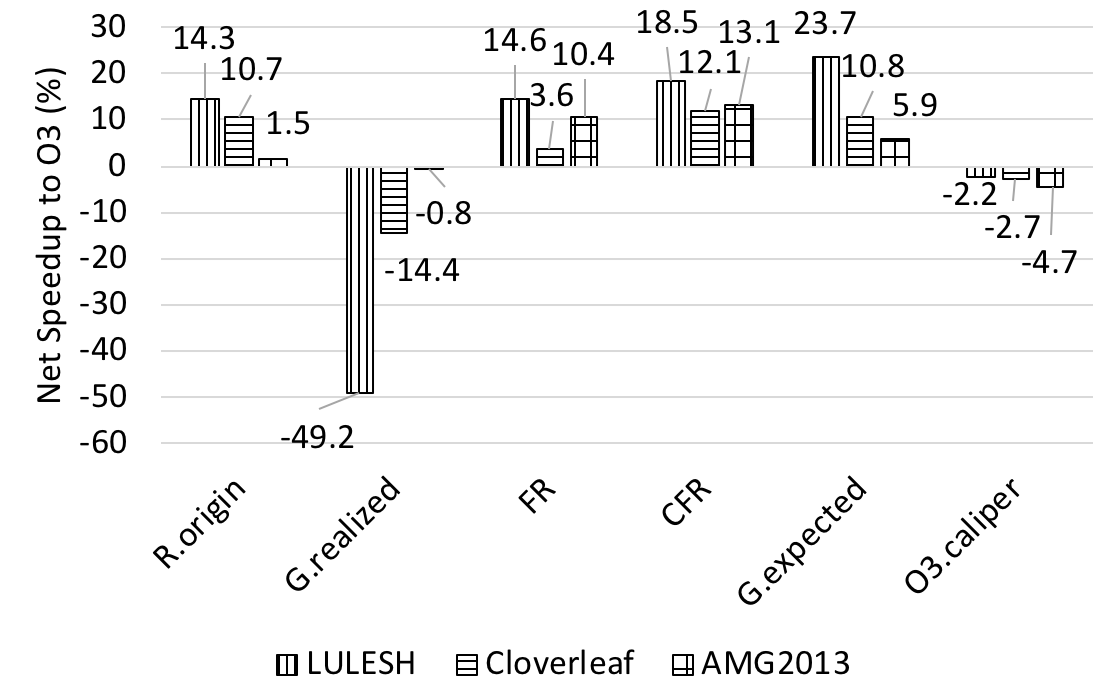 Net Speedup to O3 (%)
30
20
10
0
-10
-20
-30
-40
-50
-60
14.3
10.7
1.5
-49.2
-14.4
-0.8
14.6
3.6
10.4
18.5
12.1
13.1
23.7
10.8
5.9
-2.2
-2.7
-4.7
R.origin
G.realized
FR
CFR
G.expected
O3.caliper
LULESH
Cloverleaf
AMG2013